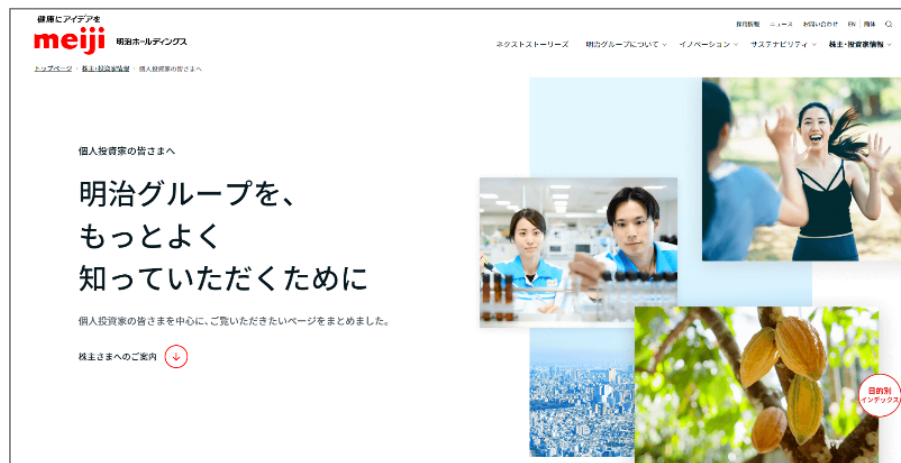 健康にアイデアを
meiji 明治ホールディングス
採用情報 ニュース お問い合わせ EN 簡体
ネクストストーリーズ 明治グループについて イノベーション サステナビリティ 株主・投資家情報
トップページ 株主・投資家情報 個人投資家の皆さまへ
個人投資家の皆さまへ
明治グループを、
もっとよく
知っていただくために
個人投資家の皆さまを中心に、ご覧いただきたいページをまとめました。
株主さまへのご案内
目的別
インデックス